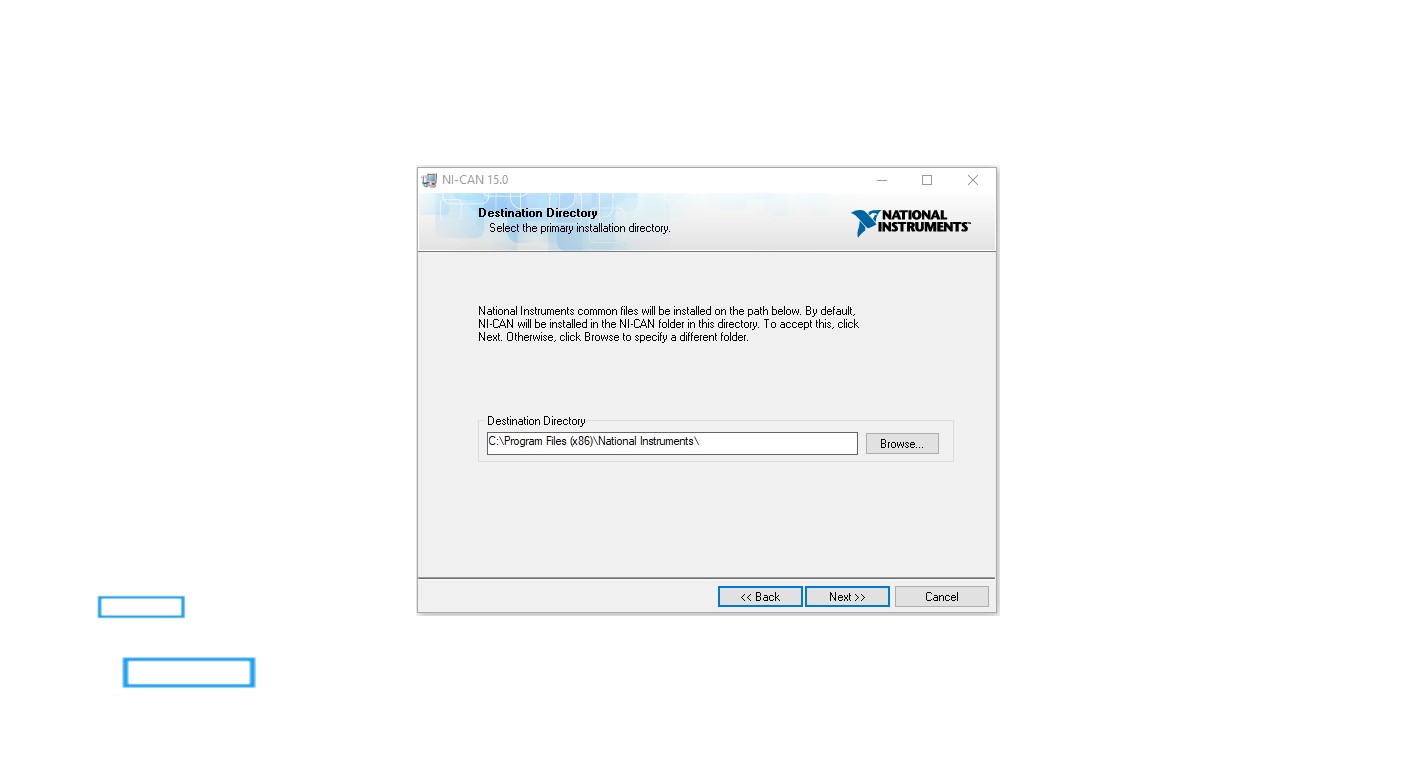 NI-CAN 15.0
Destination Directory
Select the primary installation directory.
NATIONAL
INSTRUMENTS™
National Instruments common files will be installed on the path below. By default,
NI-CAN will be installed in the NI-CAN folder in this directory. To accept this, click
Next. Otherwise, click Browse to specify a different folder.
Destination Directory
C:\Program Files (x86)\National Instruments\
Browse...
<< Back
Next >>
Cancel